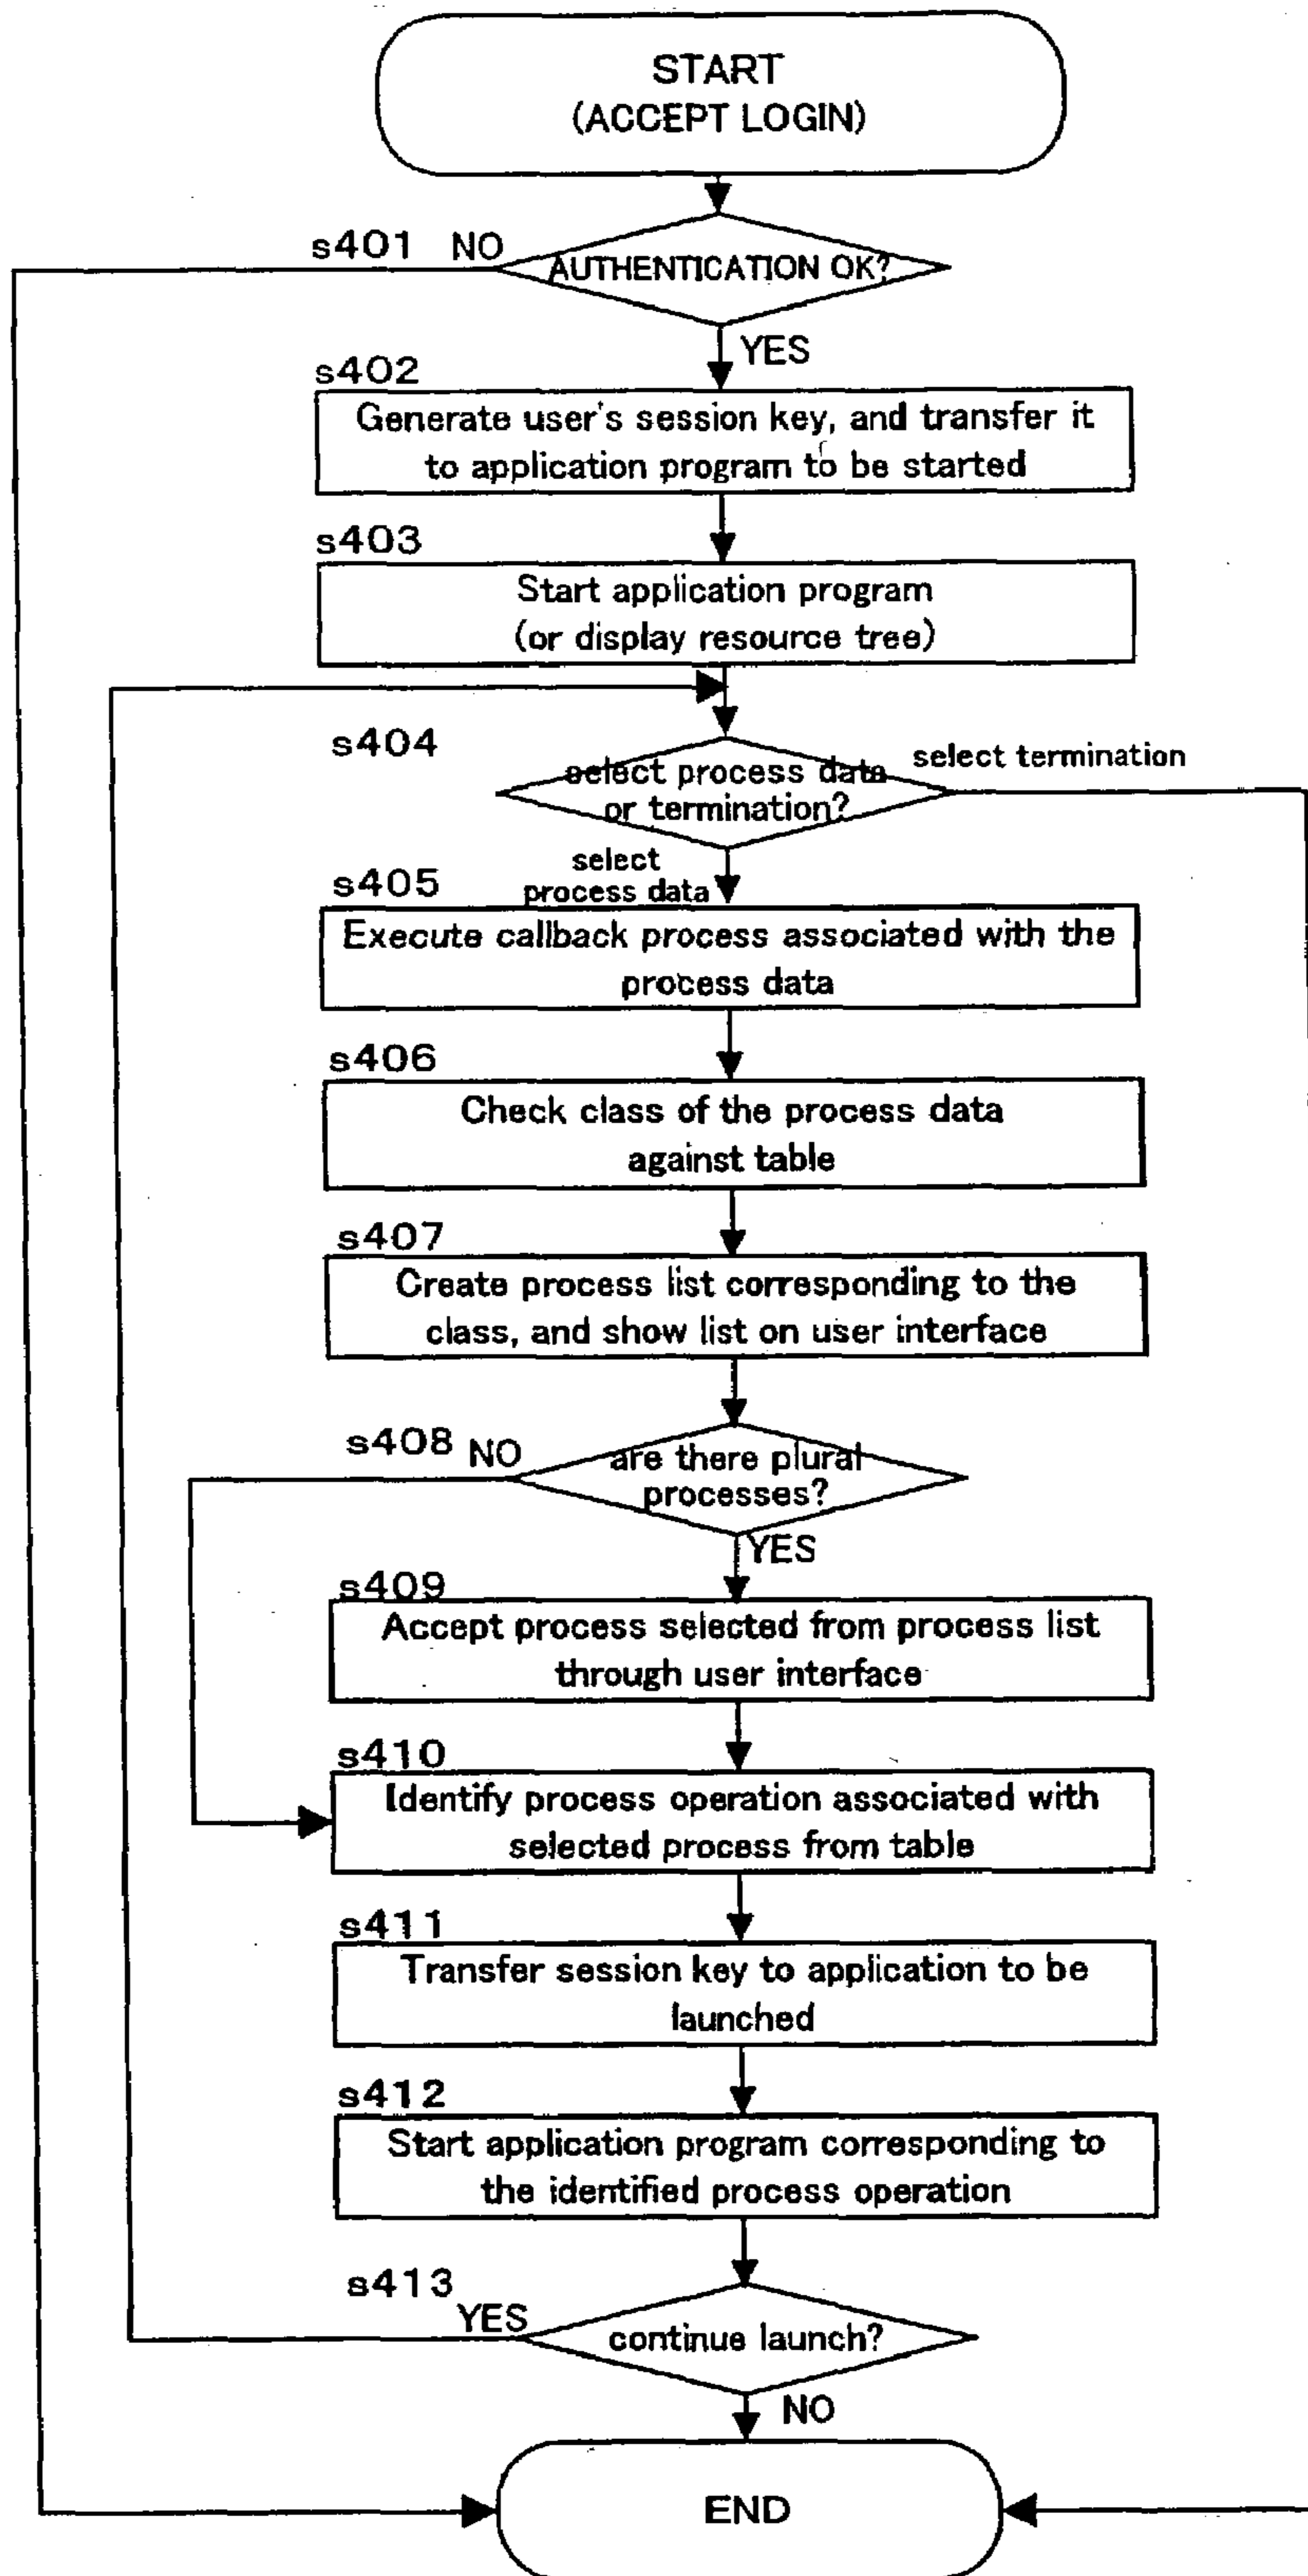 START
(ACCEPT LOGIN)
s401 NO
AUTHENTICATION OK?
YES
s402
Generate user's session key, and transfer it
to application program to be started
s403
Start application program
(or display resource tree)
s404
select termination
select process data
or termination?
select
process data
s405
Execute callback process associated with the
process data
s406
Check class of the process data
against table
s407
Create process list corresponding to the
class, and show list on user interface
s408 NO
are there plural
processes?
YES
s409
Accept process selected from process list
through user interface
s410
Identify process operation associated with
selected process from table
s411
Transfer session key to application to be
launched
s412
Start application program corresponding to
the identified process operation
s413
YES
continue launch?
NO
END